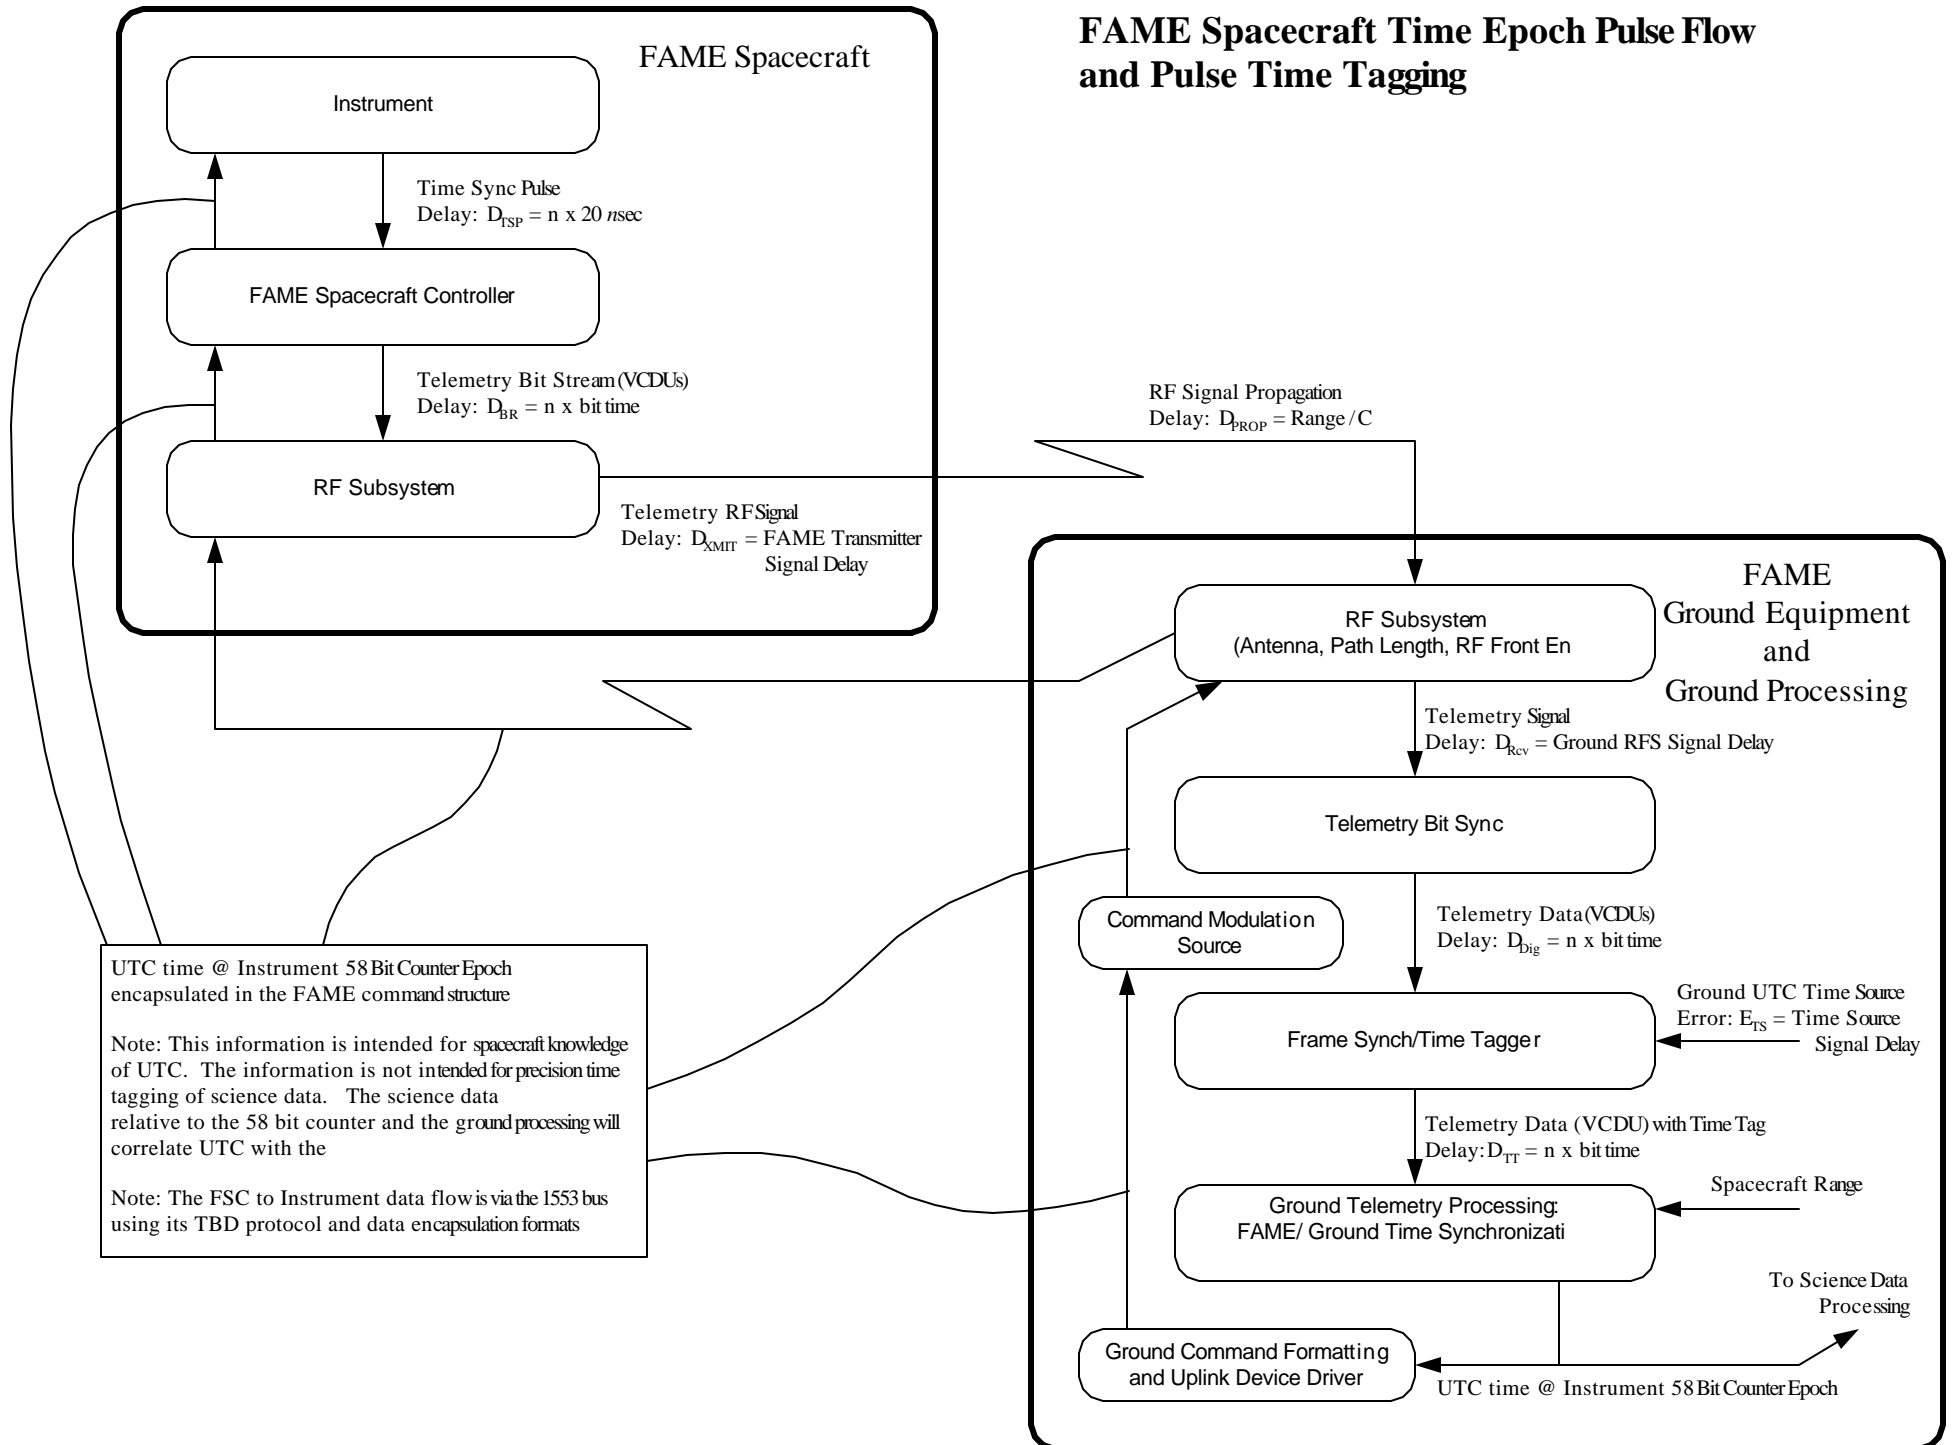 FAME Spacecraft Time Epoch Pulse Flow
and Pulse Time Tagging
FAME Spacecraft
Instrument
Time Sync Pulse
Delay: D_TSP = n x 20 nsec
FAME Spacecraft Controller
Telemetry Bit Stream (VCDUs)
Delay: D_BR = n x bit time
RF Subsystem
Telemetry RF Signal
Delay: D_XMIT = FAME Transmitter
Signal Delay
RF Signal Propagation
Delay: D_PROP = Range / C
FAME
Ground Equipment
and
Ground Processing
RF Subsystem
(Antenna, Path Length, RF Front En
Telemetry Signal
Delay: D_Rcv = Ground RFS Signal Delay
Telemetry Bit Sync
Command Modulation
Source
Telemetry Data (VCDUs)
Delay: D_Dig = n x bit time
Frame Synch/Time Tagger
Ground UTC Time Source
Error: E_TS = Time Source
Signal Delay
Telemetry Data (VCDU) with Time Tag
Delay: D_TT = n x bit time
Ground Telemetry Processing:
FAME/ Ground Time Synchronizati
Spacecraft Range
To Science Data
Processing
Ground Command Formatting
and Uplink Device Driver
UTC time @ Instrument 58 Bit Counter Epoch
UTC time @ Instrument 58 Bit Counter Epoch
encapsulated in the FAME command structure
Note: This information is intended for spacecraft knowledge
of UTC. The information is not intended for precision time
tagging of science data. The science data
relative to the 58 bit counter and the ground processing will
correlate UTC with the
Note: The FSC to Instrument data flow is via the 1553 bus
using its TBD protocol and data encapsulation formats